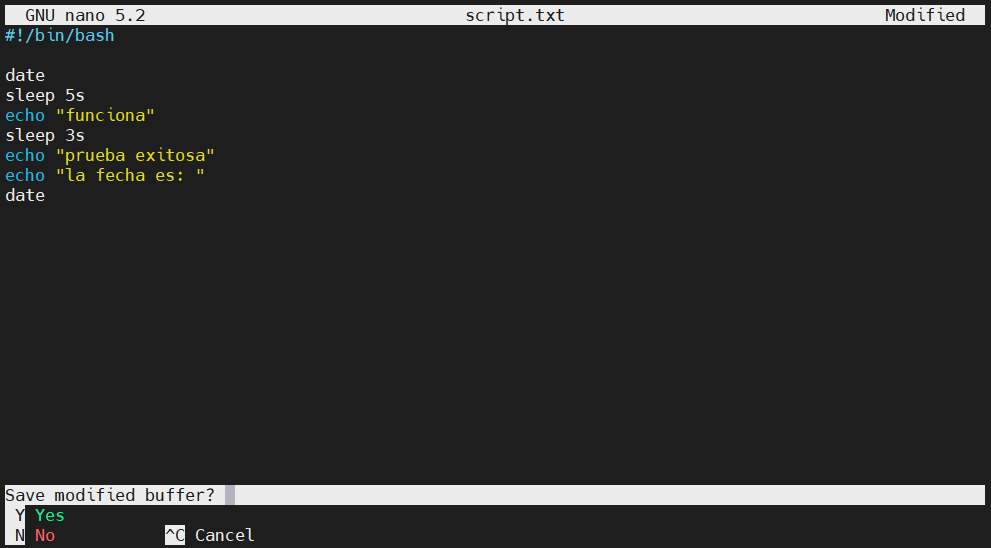 GNU nano 5.2 script.txt Modified
#!/bin/bash
date
sleep 5s
echo "funciona"
sleep 3s
echo "prueba exitosa"
echo "la fecha es: "
date
Save modified buffer?
Y Yes
N No ^C Cancel